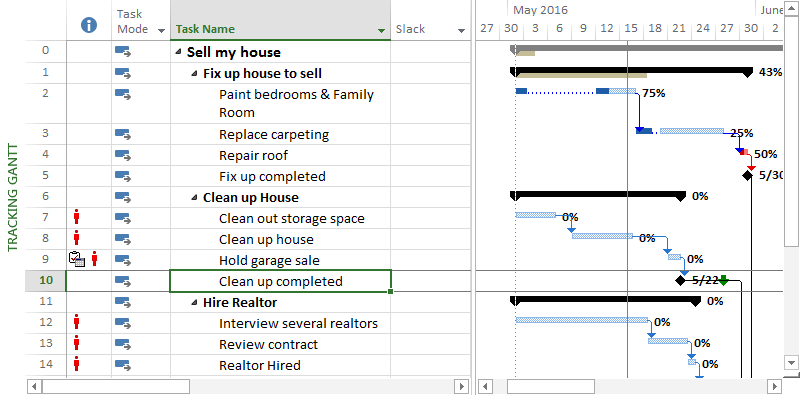 TRACKING GANTT
Task Mode
Task Name
Slack
May 2016
June
27 30 3 6 9 12 15 18 21 24 27 30
0 Sell my house
1 Fix up house to sell 43%
2 Paint bedrooms & Family
Room
75%
3 Replace carpeting 25%
4 Repair roof 50%
5 Fix up completed 5/30
6 Clean up House 0%
7 Clean out storage space 0%
8 Clean up house 0%
9 Hold garage sale 0%
10 Clean up completed 5/22
11 Hire Realtor 0%
12 Interview several realtors 0%
13 Review contract 0%
14 Realtor Hired 0%